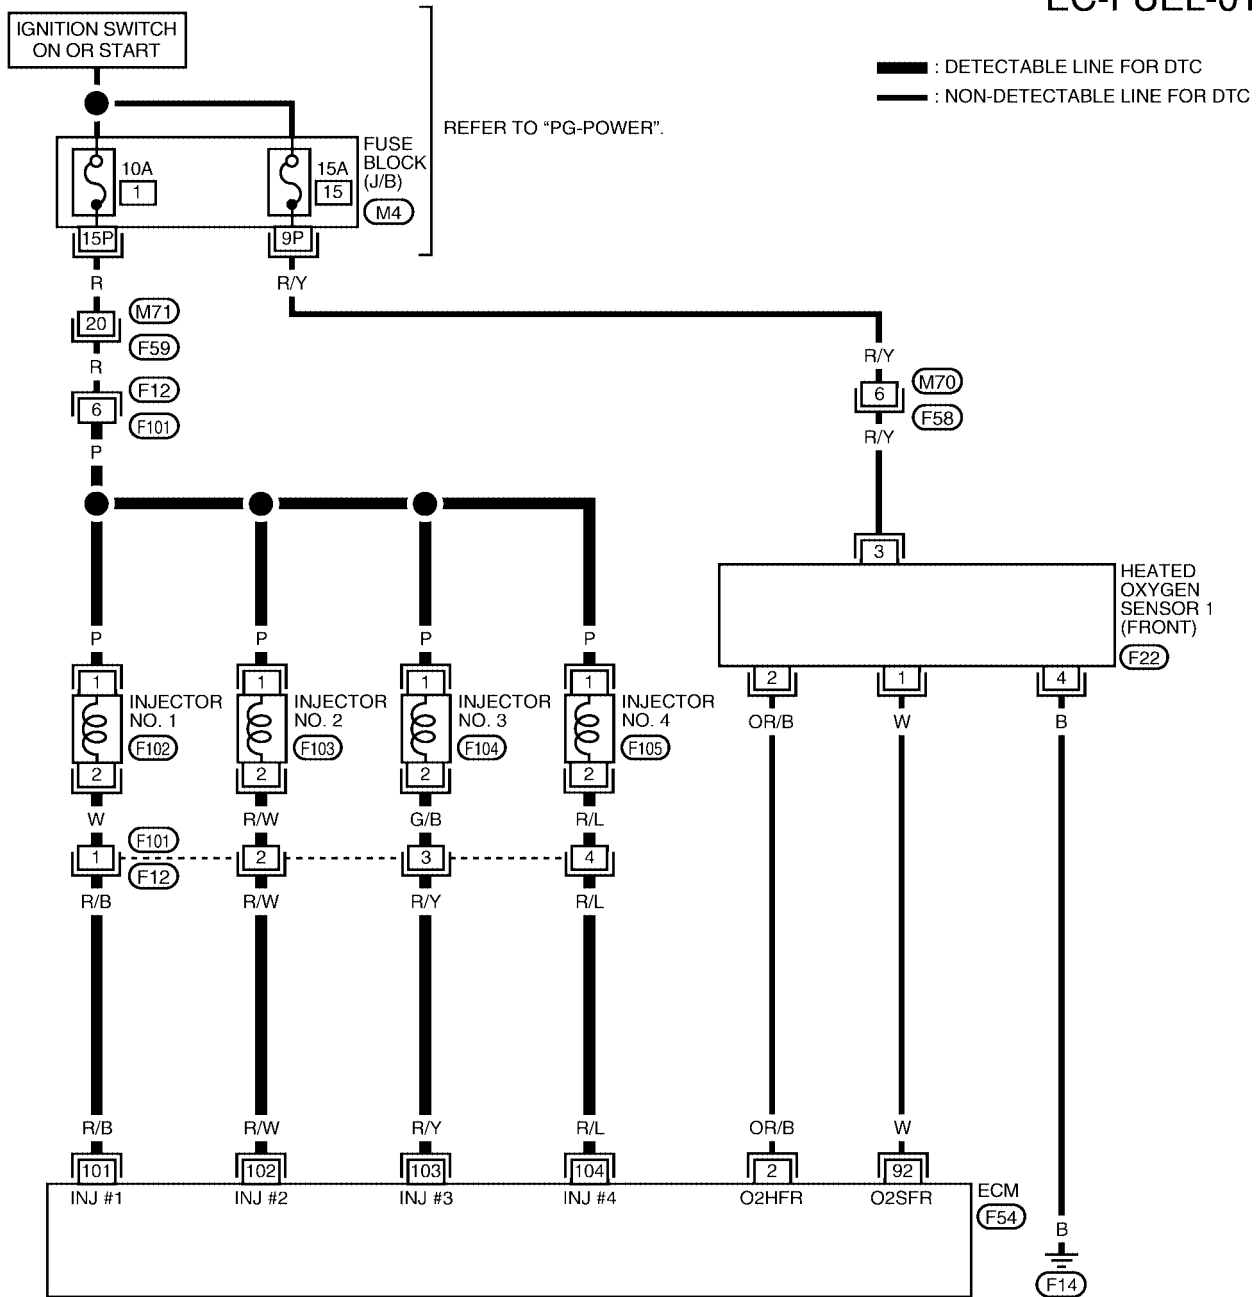 EC-FUEL-01
IGNITION SWITCH
ON OR START
: DETECTABLE LINE FOR DTC
: NON-DETECTABLE LINE FOR DTC
REFER TO “PG-POWER”.
10A
1
15A
15
FUSE
BLOCK
(J/B)
M4
15P
9P
R
R/Y
20
M71
F59
R
6
F12
F101
P
R/Y
6
M70
F58
R/Y
3
HEATED
OXYGEN
SENSOR 1
(FRONT)
F22
P
P
P
P
1
1
1
1
INJECTOR
NO. 1
F102
INJECTOR
NO. 2
F103
INJECTOR
NO. 3
F104
INJECTOR
NO. 4
F105
2
2
2
2
2
1
4
OR/B
W
B
W
R/W
G/B
R/L
F101
1
2
3
4
F12
R/B
R/W
R/Y
R/L
R/B
R/W
R/Y
R/L
OR/B
W
101
102
103
104
2
92
INJ #1
INJ #2
INJ #3
INJ #4
O2HFR
O2SFR
ECM
F54
B
F14